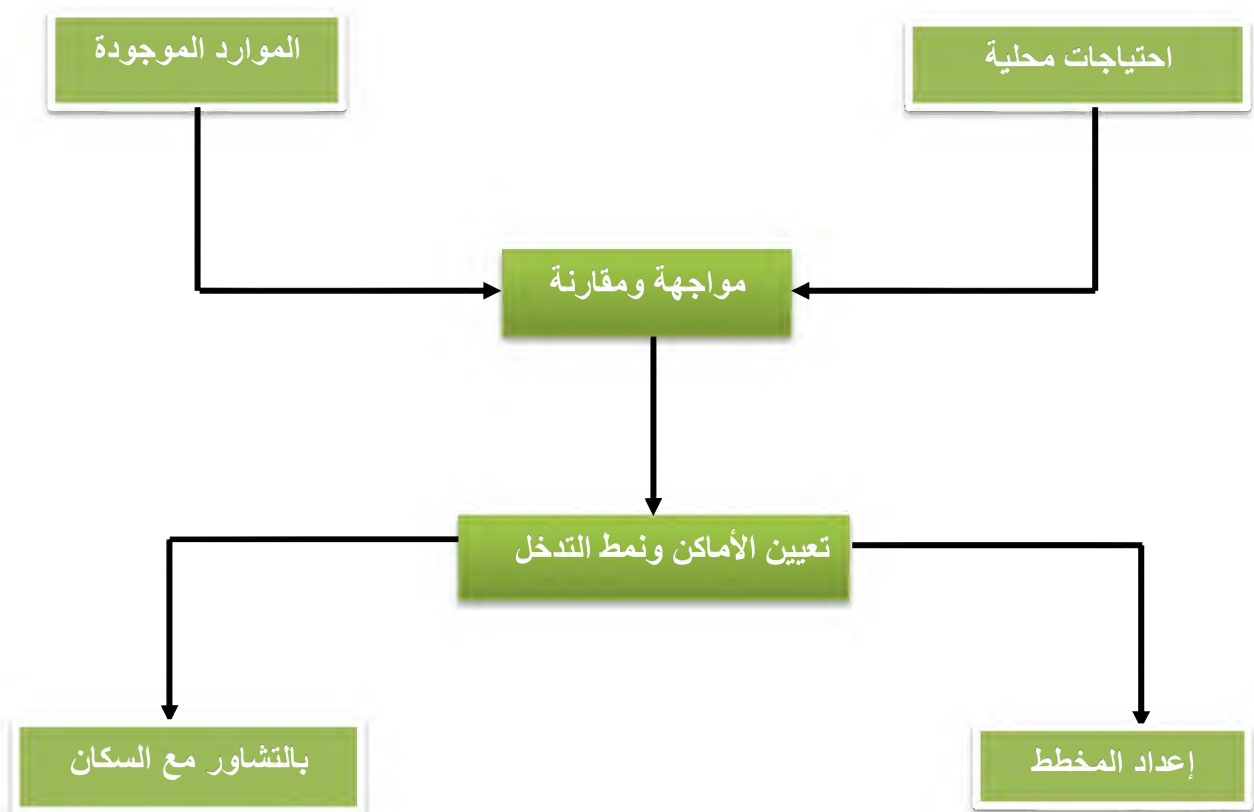 احتياجات محلية
الموارد الموجودة
مواجهة ومقارنة
تعيين الأماكن ونمط التدخل
إعداد المخطط
بالتشاور مع السكان